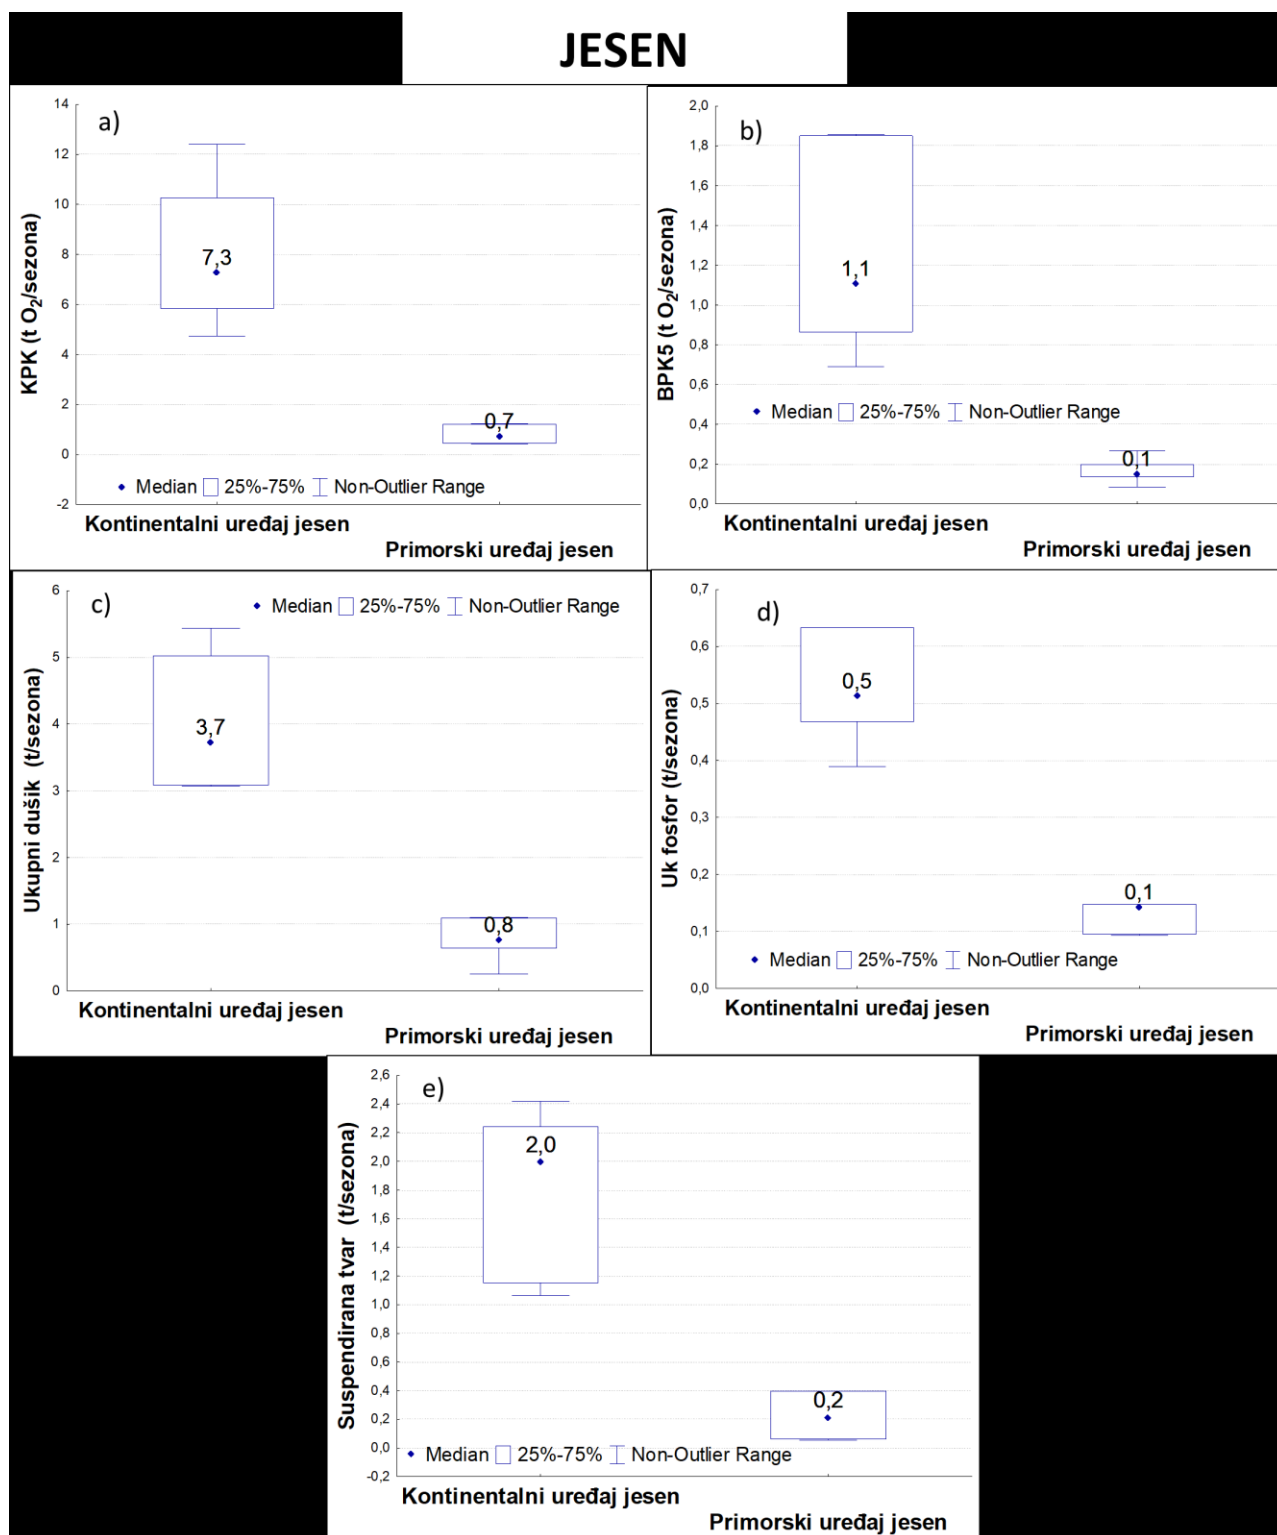 JESEN
a)
KPK (t O₂/sezona)
14
12
10
8
6
4
2
0
-2
7,3
0,7
Median 25%-75% Non-Outlier Range
Kontinentalni uređaj jesen
Primorski uređaj jesen
b)
BPK5 (t O₂/sezona)
2,0
1,8
1,6
1,4
1,2
1,0
0,8
0,6
0,4
0,2
0,0
1,1
0,1
Median 25%-75% Non-Outlier Range
Kontinentalni uređaj jesen
Primorski uređaj jesen
c)
Ukupni dušik (t/sezona)
6
5
4
3
2
1
0
Median 25%-75% Non-Outlier Range
3,7
0,8
Kontinentalni uređaj jesen
Primorski uređaj jesen
d)
Uk fosfor (t/sezona)
0,7
0,6
0,5
0,4
0,3
0,2
0,1
0,0
0,5
0,1
Median 25%-75% Non-Outlier Range
Kontinentalni uređaj jesen
Primorski uređaj jesen
e)
Suspendirana tvar (t/sezona)
2,6
2,4
2,2
2,0
1,8
1,6
1,4
1,2
1,0
0,8
0,6
0,4
0,2
0,0
-0,2
2,0
0,2
Median 25%-75% Non-Outlier Range
Kontinentalni uređaj jesen
Primorski uređaj jesen